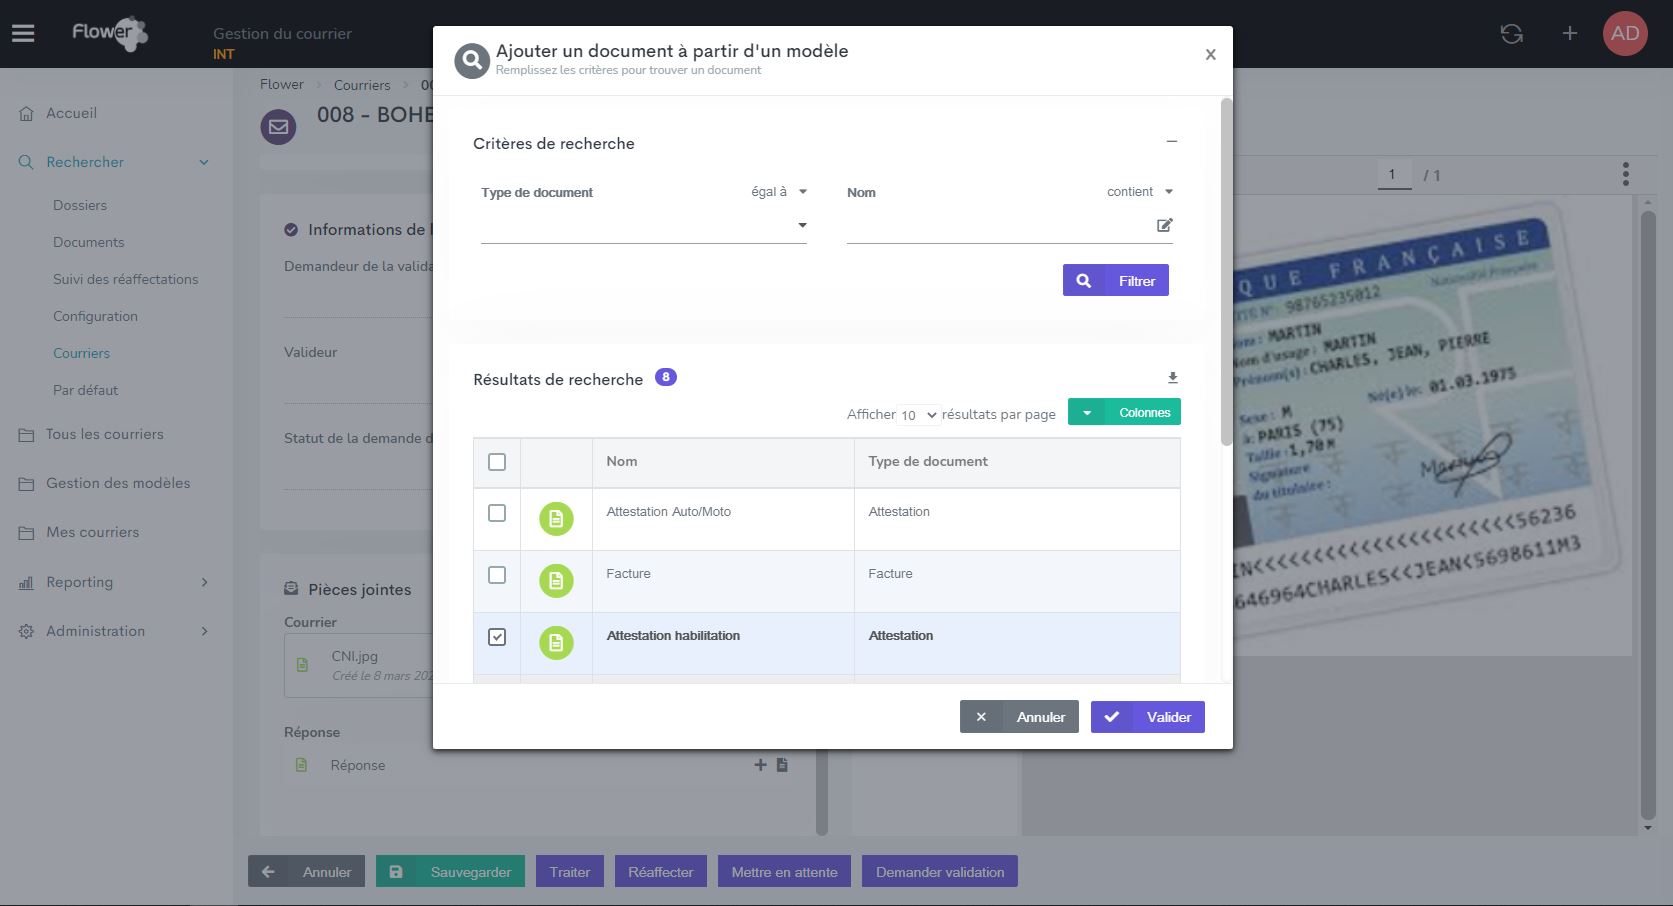 Flower
Gestion du courrier
INT
AD
Accueil
Rechercher
Dossiers
Documents
Suivi des réaffectations
Configuration
Courriers
Par défaut
Tous les courriers
Gestion des modèles
Mes courriers
Reporting
Administration
Flower > Courriers >
008 - BOHE
Informations de
Demandeur de la valida
Valideur
Statut de la demande d
Pièces jointes
Courrier
CNI.jpg
Créé le 8 mars 202
Réponse
Réponse
Ajouter un document à partir d'un modèle
Remplissez les critères pour trouver un document
x
Critères de recherche
Type de document égal à
Nom contient
Filtrer
Résultats de recherche 8
Afficher 10 résultats par page
Colonnes
Nom Type de document
Attestation Auto/Moto Attestation
Facture Facture
Attestation habilitation Attestation
Annuler
Valider
1 / 1
QUE FRANÇAISE
Nationalité Française
98765235012
MARTIN
Nom d'usage : MARTIN
Prénom(s) : CHARLES, JEAN, PIERRE
Né(e) le : 01.03.1975
Sexe : M
à : PARIS (75)
Taille : 1,70 M
Signature
du titulaire :
IN<<<<<<<<<<<<<<<<<<<<56236
646964CHARLES<<JEAN<5698611M3
Annuler
Sauvegarder
Traiter
Réaffecter
Mettre en attente
Demander validation